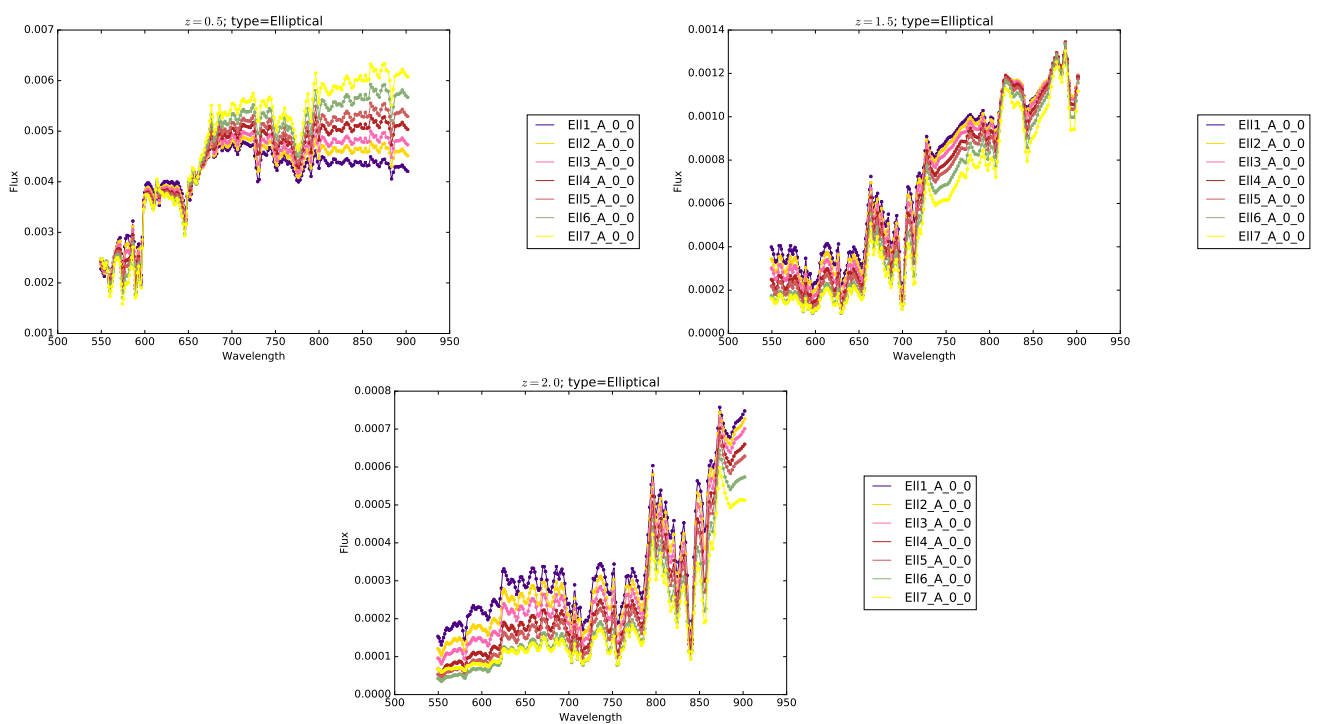 z = 0.5; type=Elliptical
0.007
0.006
0.005
0.004
0.003
0.002
0.001
Flux
500 550 600 650 700 750 800 850 900 950
Wavelength
Ell1_A_0_0
Ell2_A_0_0
Ell3_A_0_0
Ell4_A_0_0
Ell5_A_0_0
Ell6_A_0_0
Ell7_A_0_0
z = 1.5; type=Elliptical
0.0014
0.0012
0.0010
0.0008
0.0006
0.0004
0.0002
0.0000
Flux
500 550 600 650 700 750 800 850 900 950
Wavelength
Ell1_A_0_0
Ell2_A_0_0
Ell3_A_0_0
Ell4_A_0_0
Ell5_A_0_0
Ell6_A_0_0
Ell7_A_0_0
z = 2.0; type=Elliptical
0.0008
0.0007
0.0006
0.0005
0.0004
0.0003
0.0002
0.0001
0.0000
Flux
500 550 600 650 700 750 800 850 900 950
Wavelength
Ell1_A_0_0
Ell2_A_0_0
Ell3_A_0_0
Ell4_A_0_0
Ell5_A_0_0
Ell6_A_0_0
Ell7_A_0_0